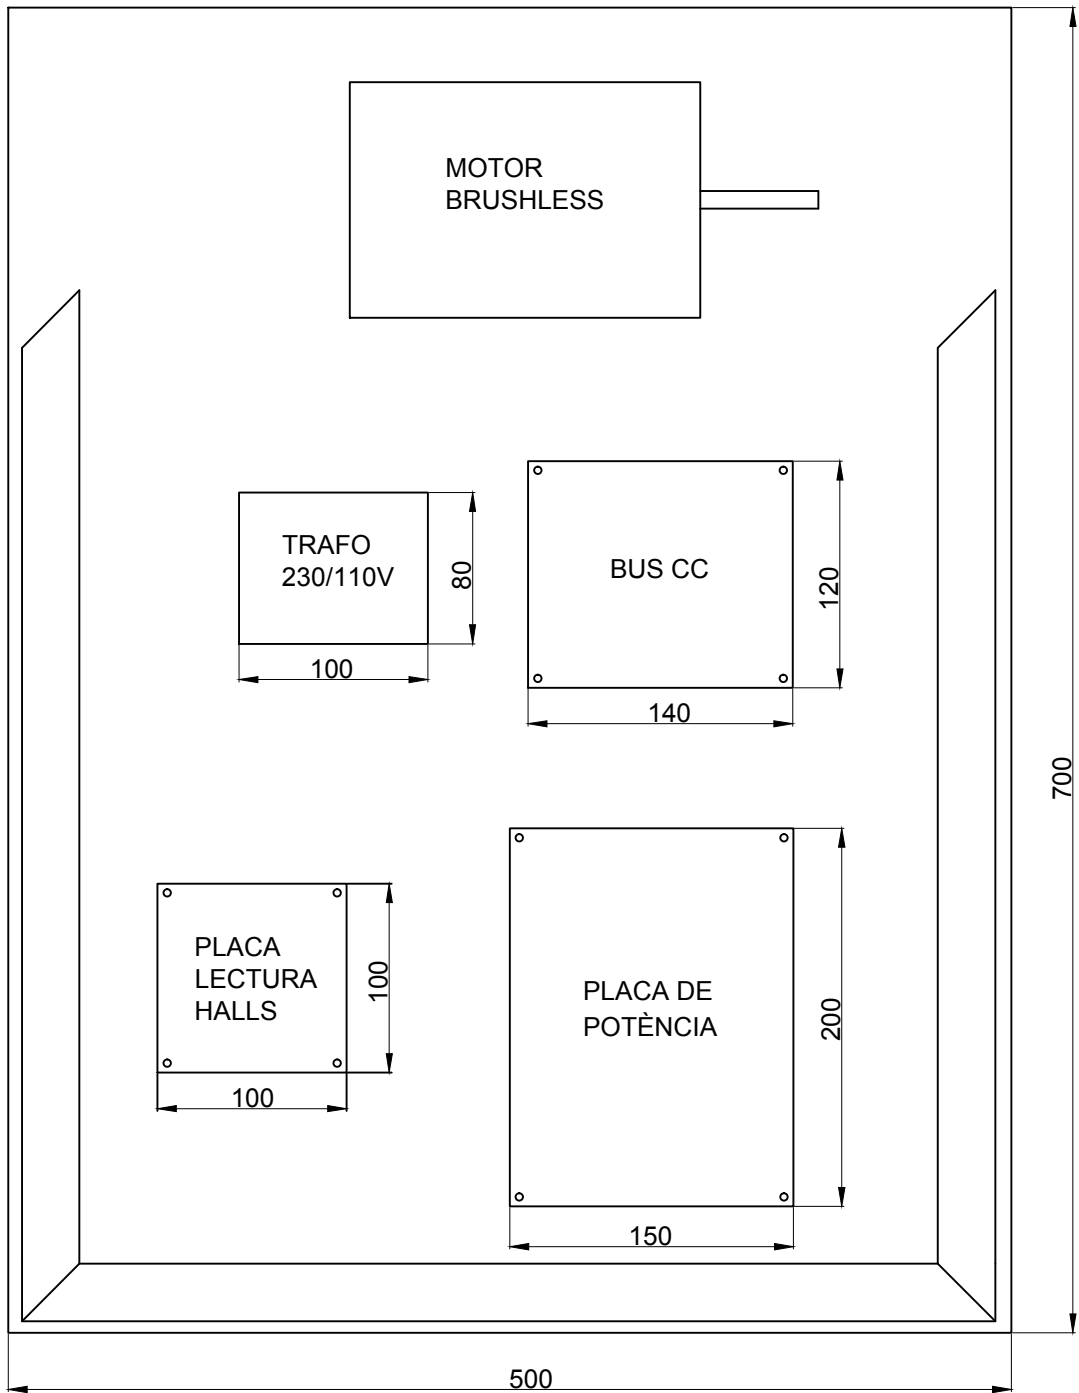 MOTOR
BRUSHLESS
TRAFO
230/110V
80
100
BUS CC
120
140
700
PLACA
LECTURA
HALLS
100
100
PLACA DE
POTÈNCIA
200
150
500